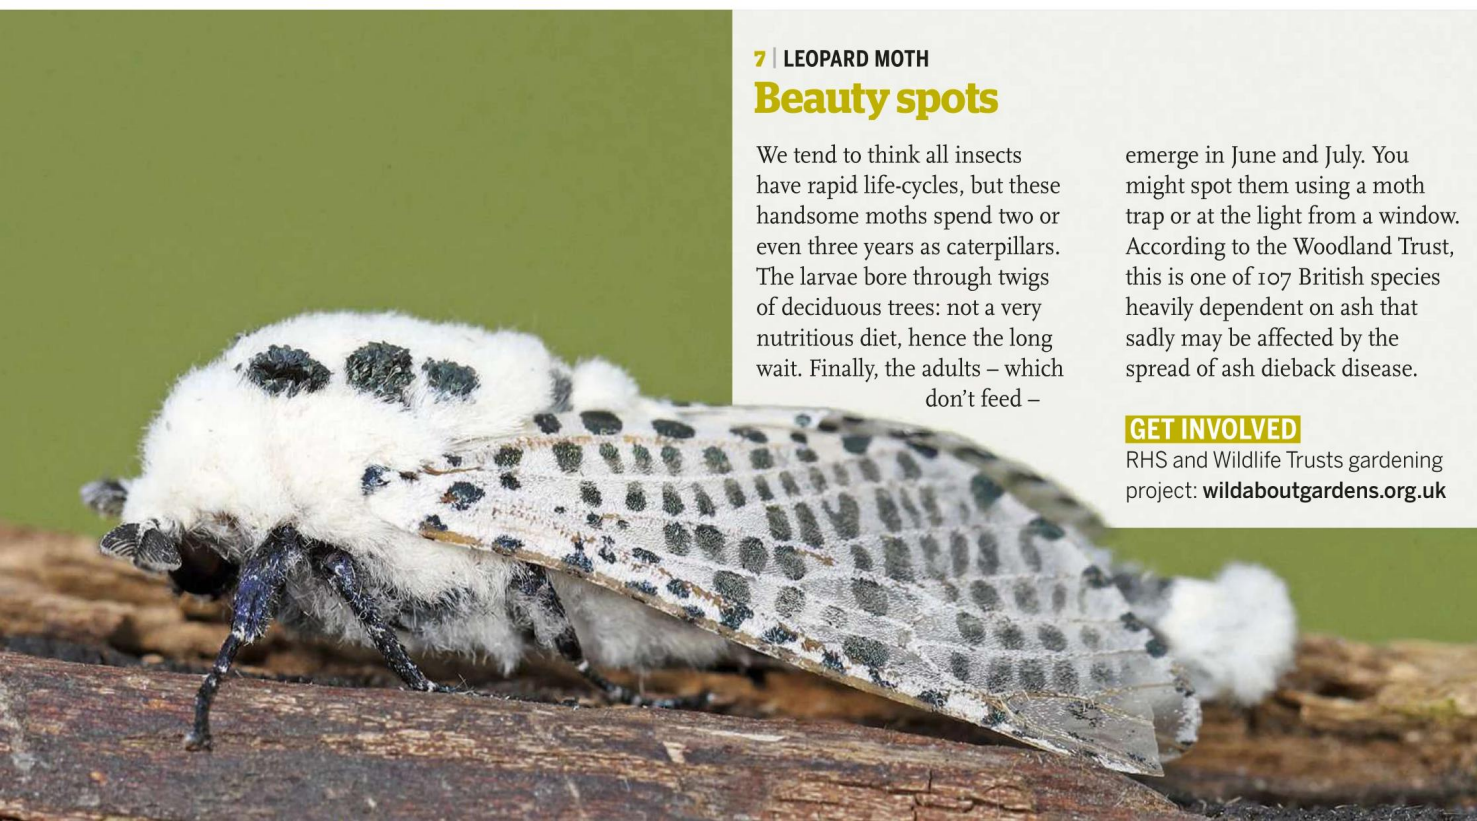 7 | LEOPARD MOTH
Beauty spots
We tend to think all insects
have rapid life-cycles, but these
handsome moths spend two or
even three years as caterpillars.
The larvae bore through twigs
of deciduous trees: not a very
nutritious diet, hence the long
wait. Finally, the adults – which
don’t feed –
emerge in June and July. You
might spot them using a moth
trap or at the light from a window.
According to the Woodland Trust,
this is one of 107 British species
heavily dependent on ash that
sadly may be affected by the
spread of ash dieback disease.
GET INVOLVED
RHS and Wildlife Trusts gardening
project: wildaboutgardens.org.uk